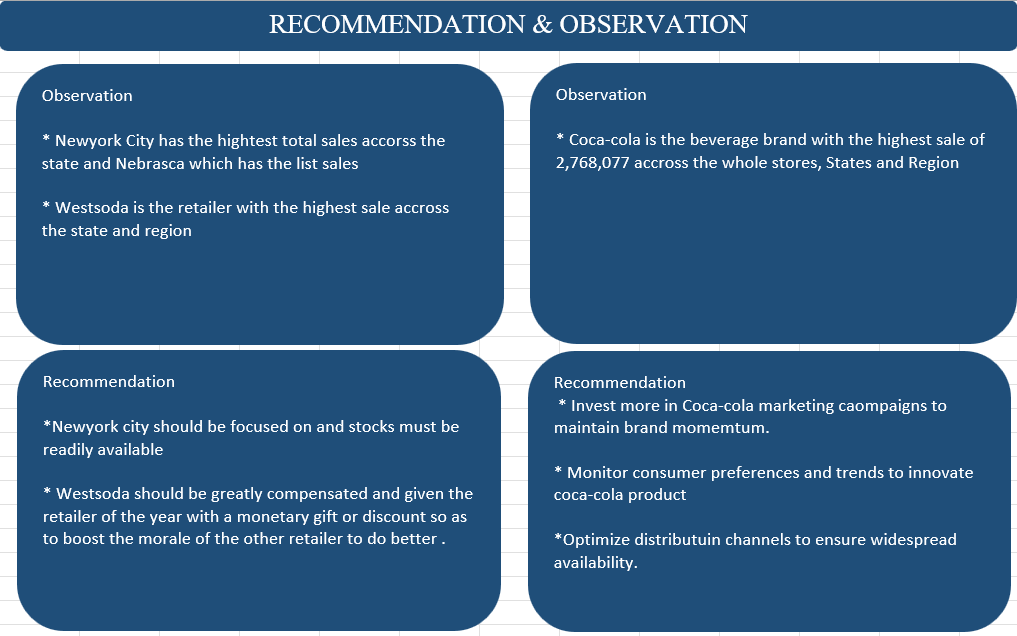 RECOMMENDATION & OBSERVATION
Observation
* Newyork City has the hightest total sales accorss the
state and Nebrasca which has the list sales
* Westsoda is the retailer with the highest sale accross
the state and region
Observation
* Coca-cola is the beverage brand with the highest sale of
2,768,077 accross the whole stores, States and Region
Recommendation
*Newyork city should be focused on and stocks must be
readily available
* Westsoda should be greatly compensated and given the
retailer of the year with a monetary gift or discount so as
to boost the morale of the other retailer to do better .
Recommendation
* Invest more in Coca-cola marketing caompaigns to
maintain brand momemtum.
* Monitor consumer preferences and trends to innovate
coca-cola product
*Optimize distributuin channels to ensure widespread
availability.